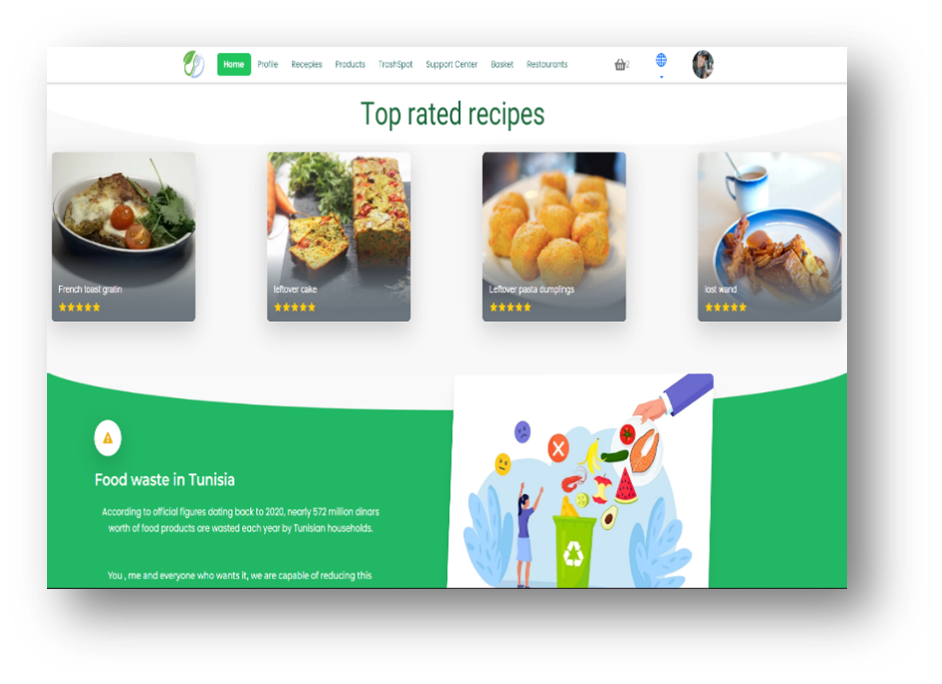 Home Profile Recepies Products TrashSpot Support Center Basket Restaurants 2
Top rated recipes
French toast gratin
leftover cake
Leftover pasta dumplings
lost wand
Food waste in Tunisia
According to official figures dating back to 2020, nearly 572 million dinars
worth of food products are wasted each year by Tunisian households.
You , me and everyone who wants it, we are capable of reducing this